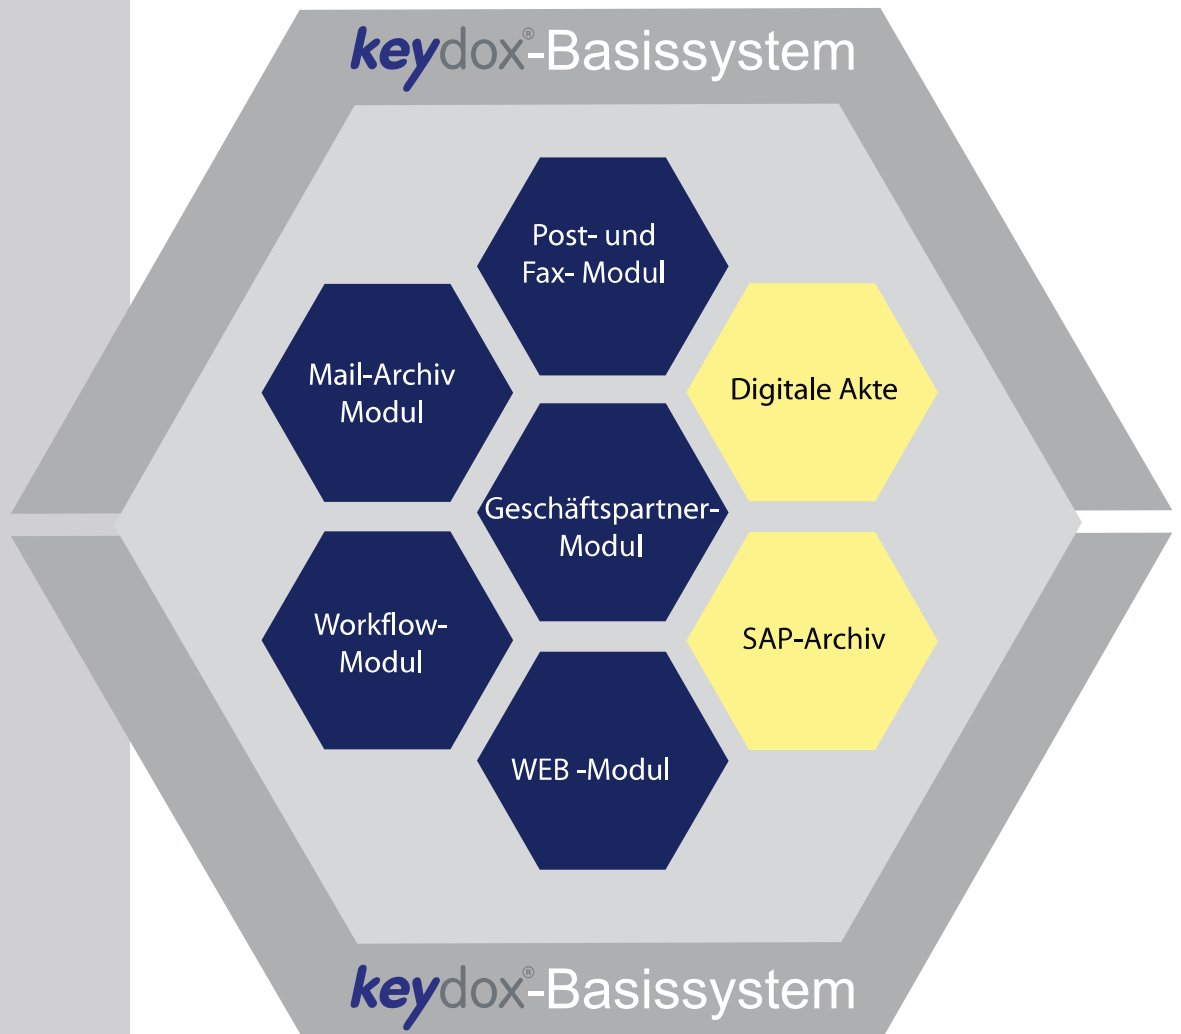 keydox®-Basissystem
Post- und
Fax- Modul
Mail-Archiv
Modul
Digitale Akte
Geschäftspartner-
Modul
Workflow-
Modul
SAP-Archiv
WEB -Modul
keydox®-Basissystem